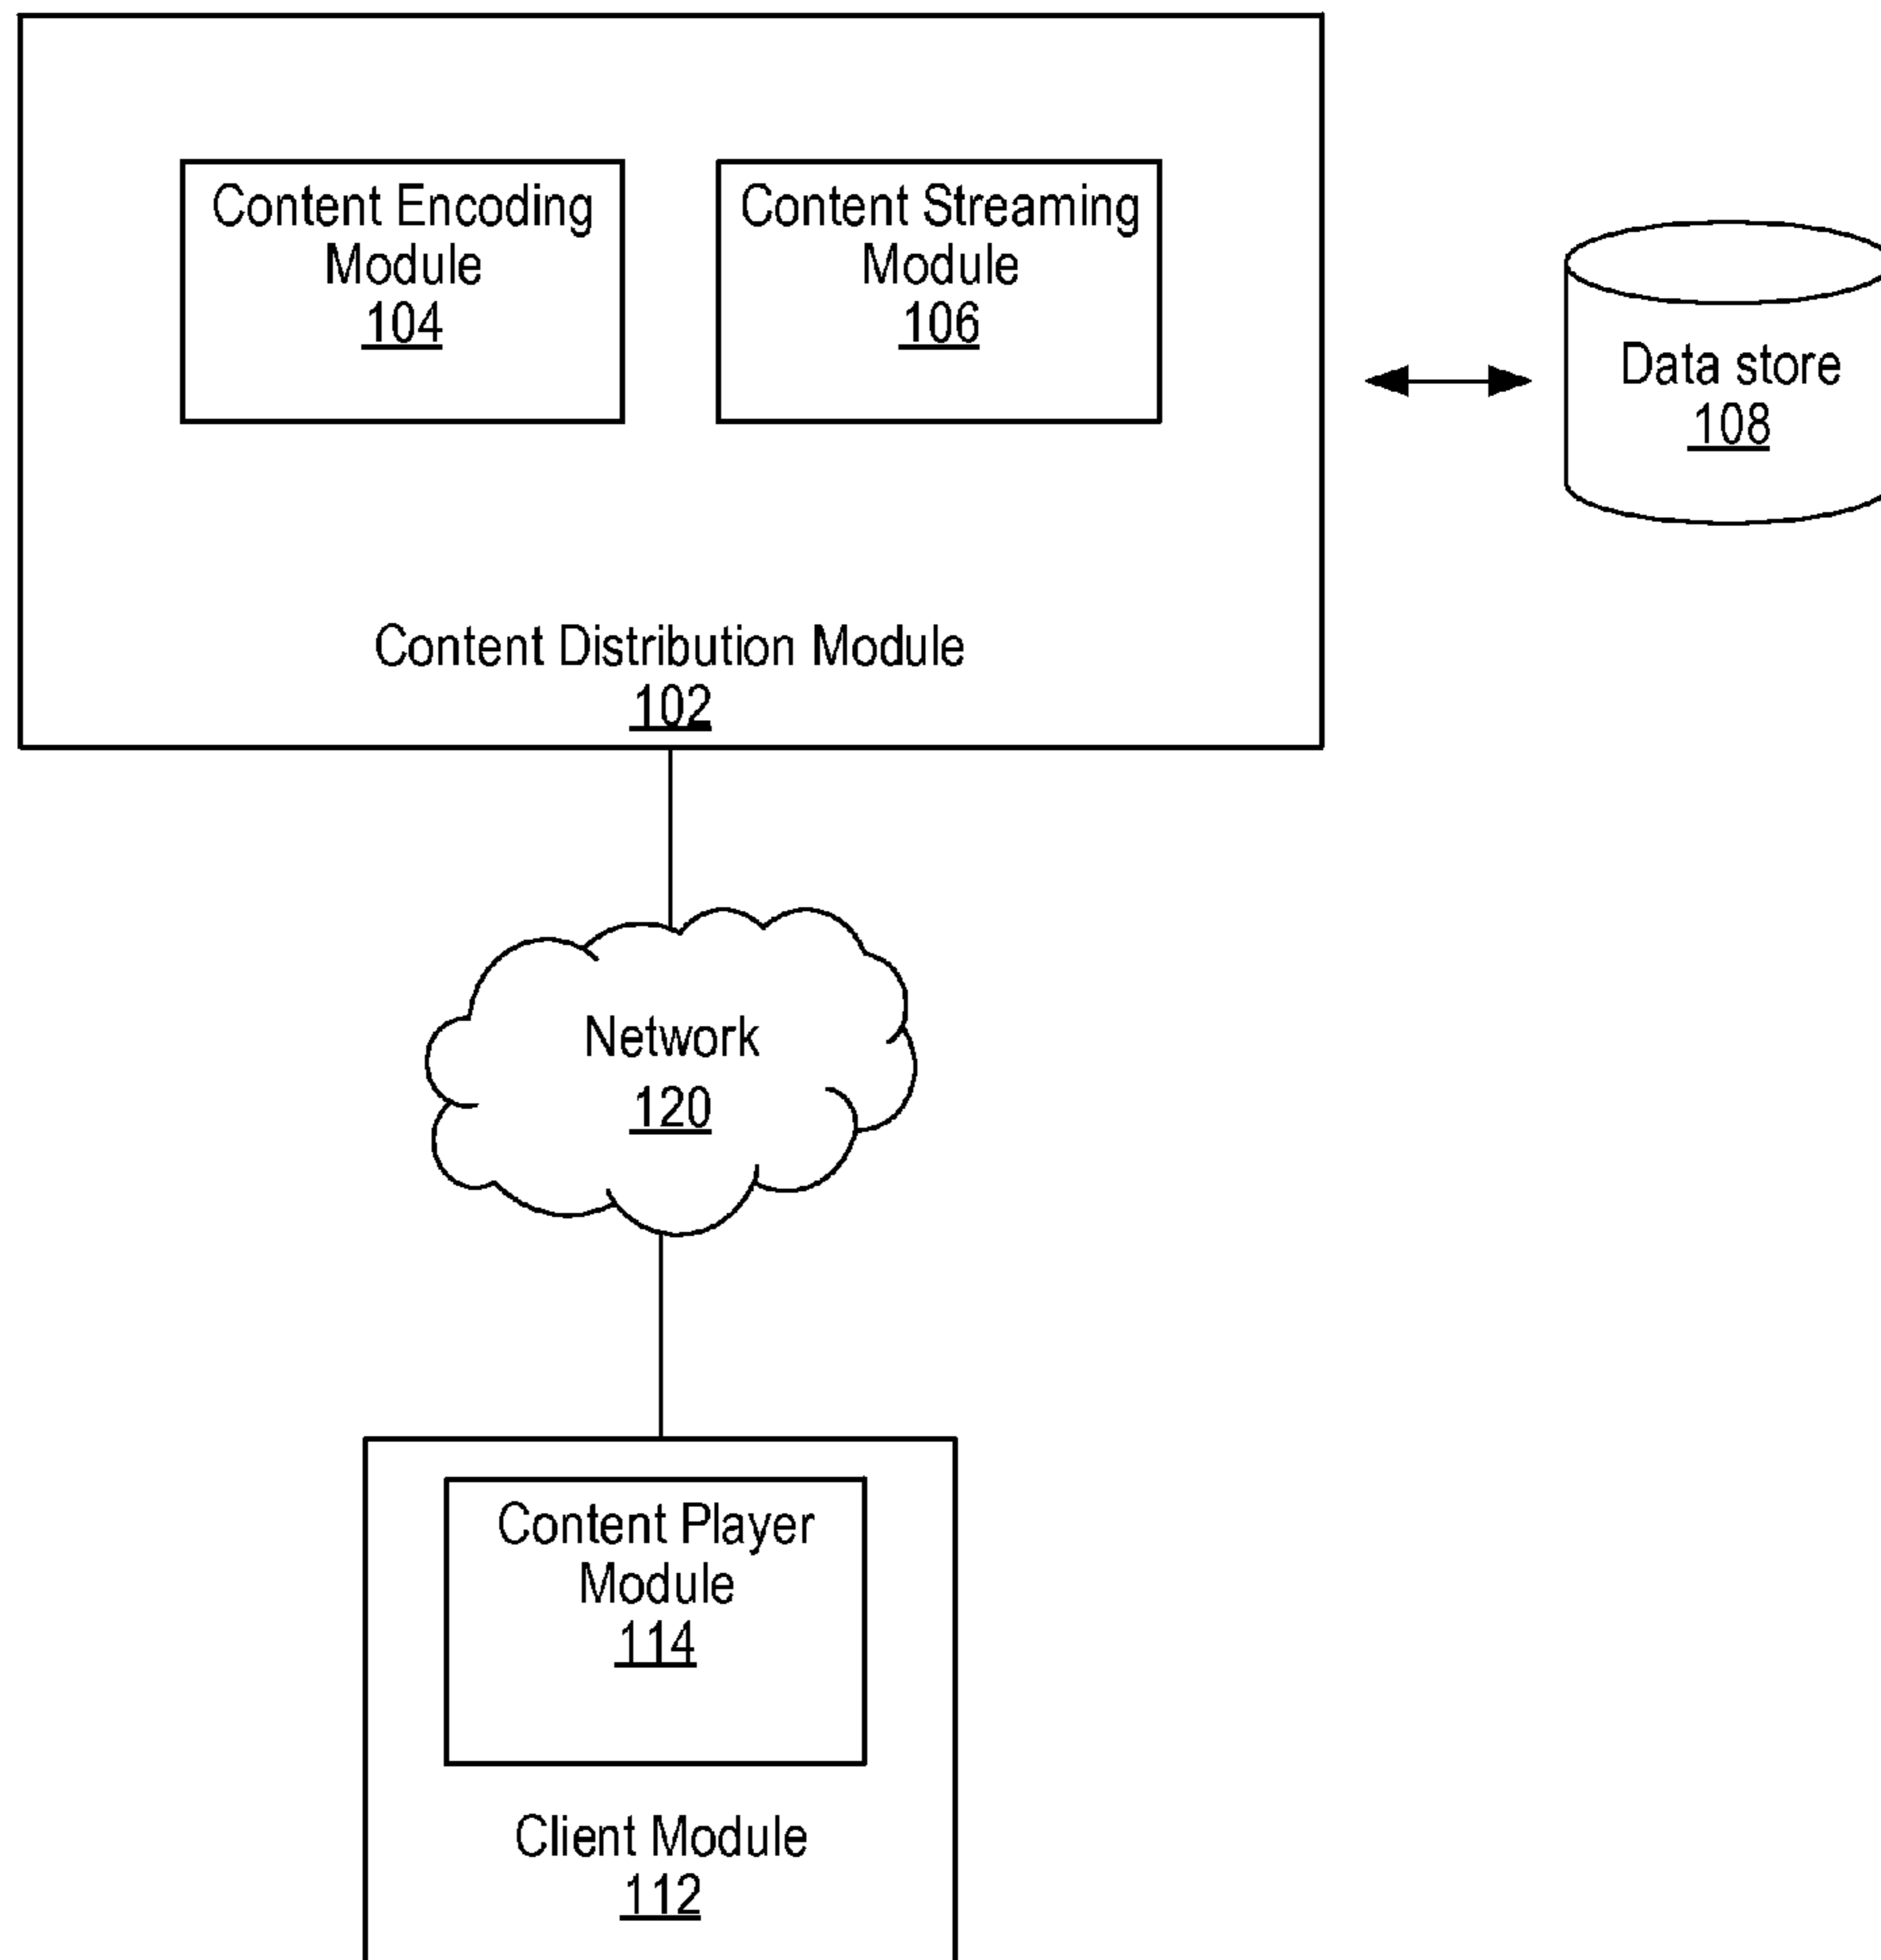 Content Encoding
Module
104
Content Streaming
Module
106
Data store
108
Content Distribution Module
102
Network
120
Content Player
Module
114
Client Module
112